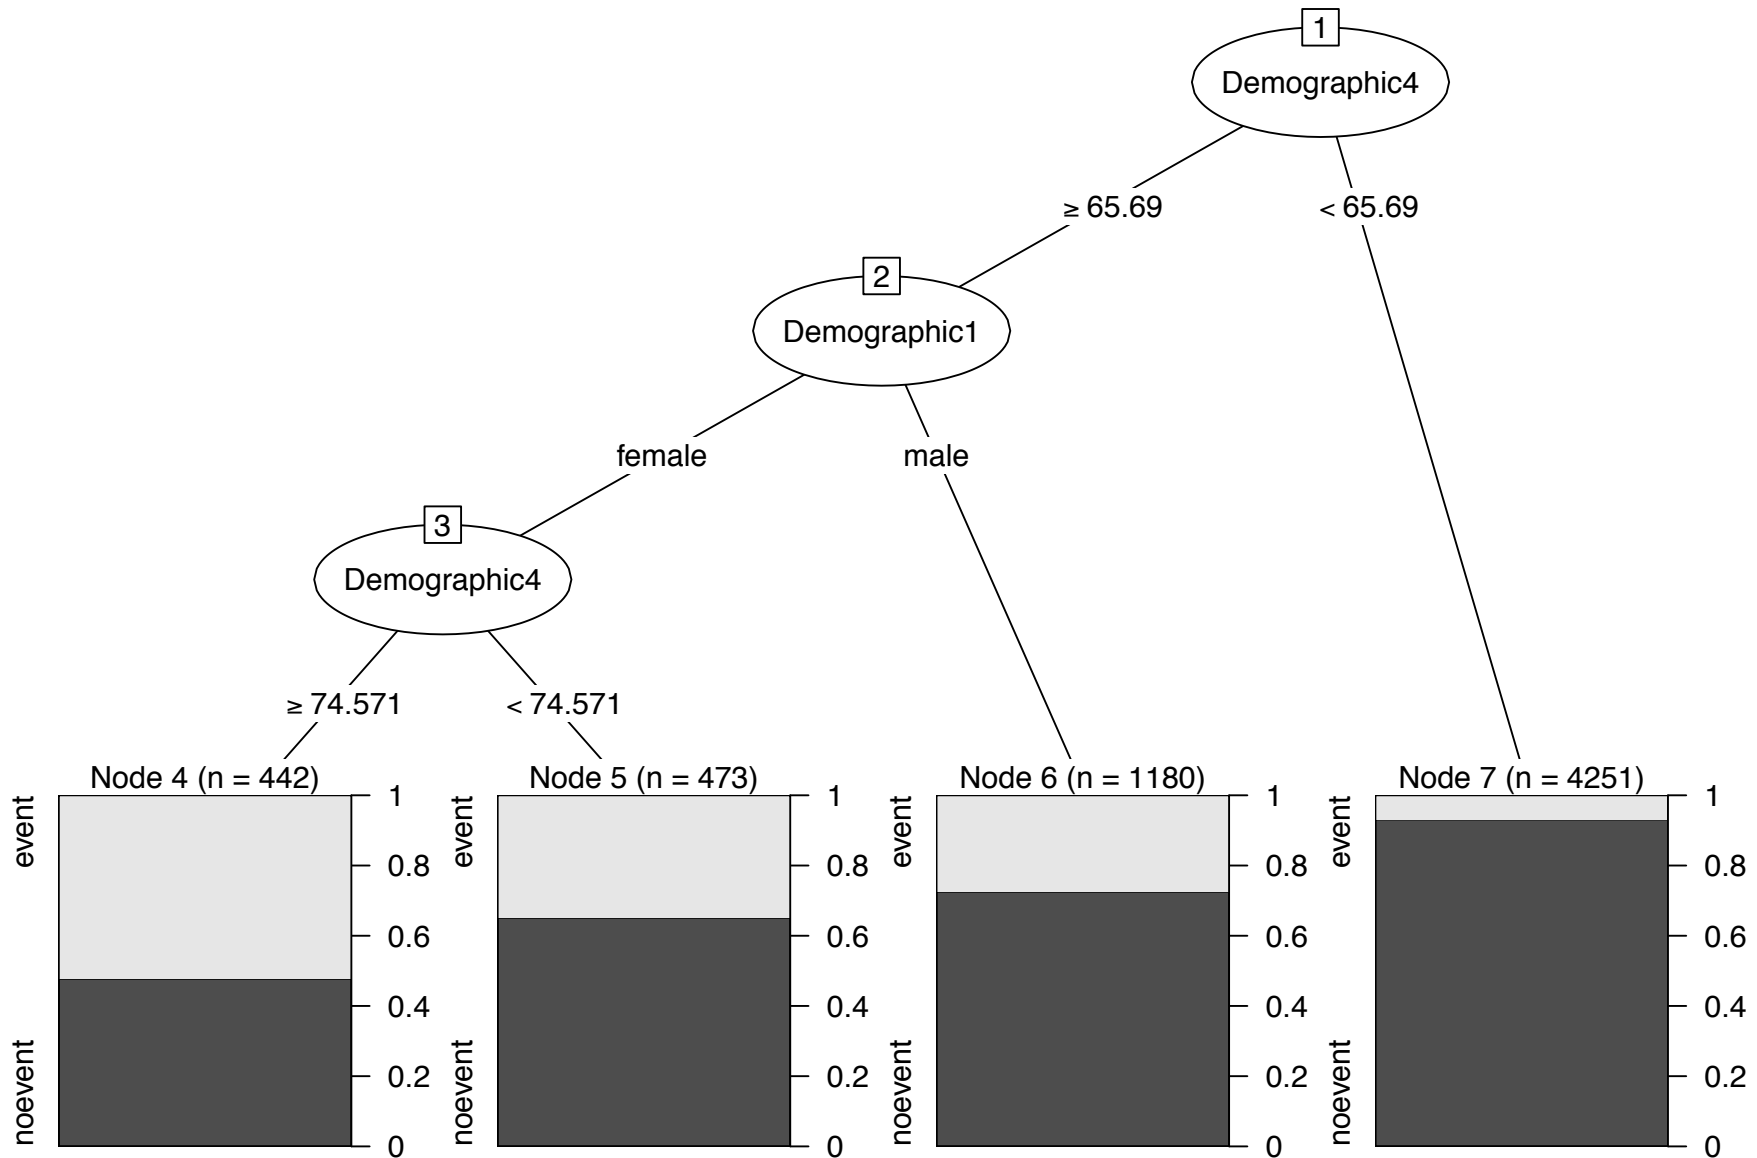 1
Demographic4
≥ 65.69
< 65.69
2
Demographic1
female
male
3
Demographic4
≥ 74.571
< 74.571
Node 4 (n = 442)
event
noevent
1
0.8
0.6
0.4
0.2
0
Node 5 (n = 473)
event
noevent
1
0.8
0.6
0.4
0.2
0
Node 6 (n = 1180)
event
noevent
1
0.8
0.6
0.4
0.2
0
Node 7 (n = 4251)
event
noevent
1
0.8
0.6
0.4
0.2
0